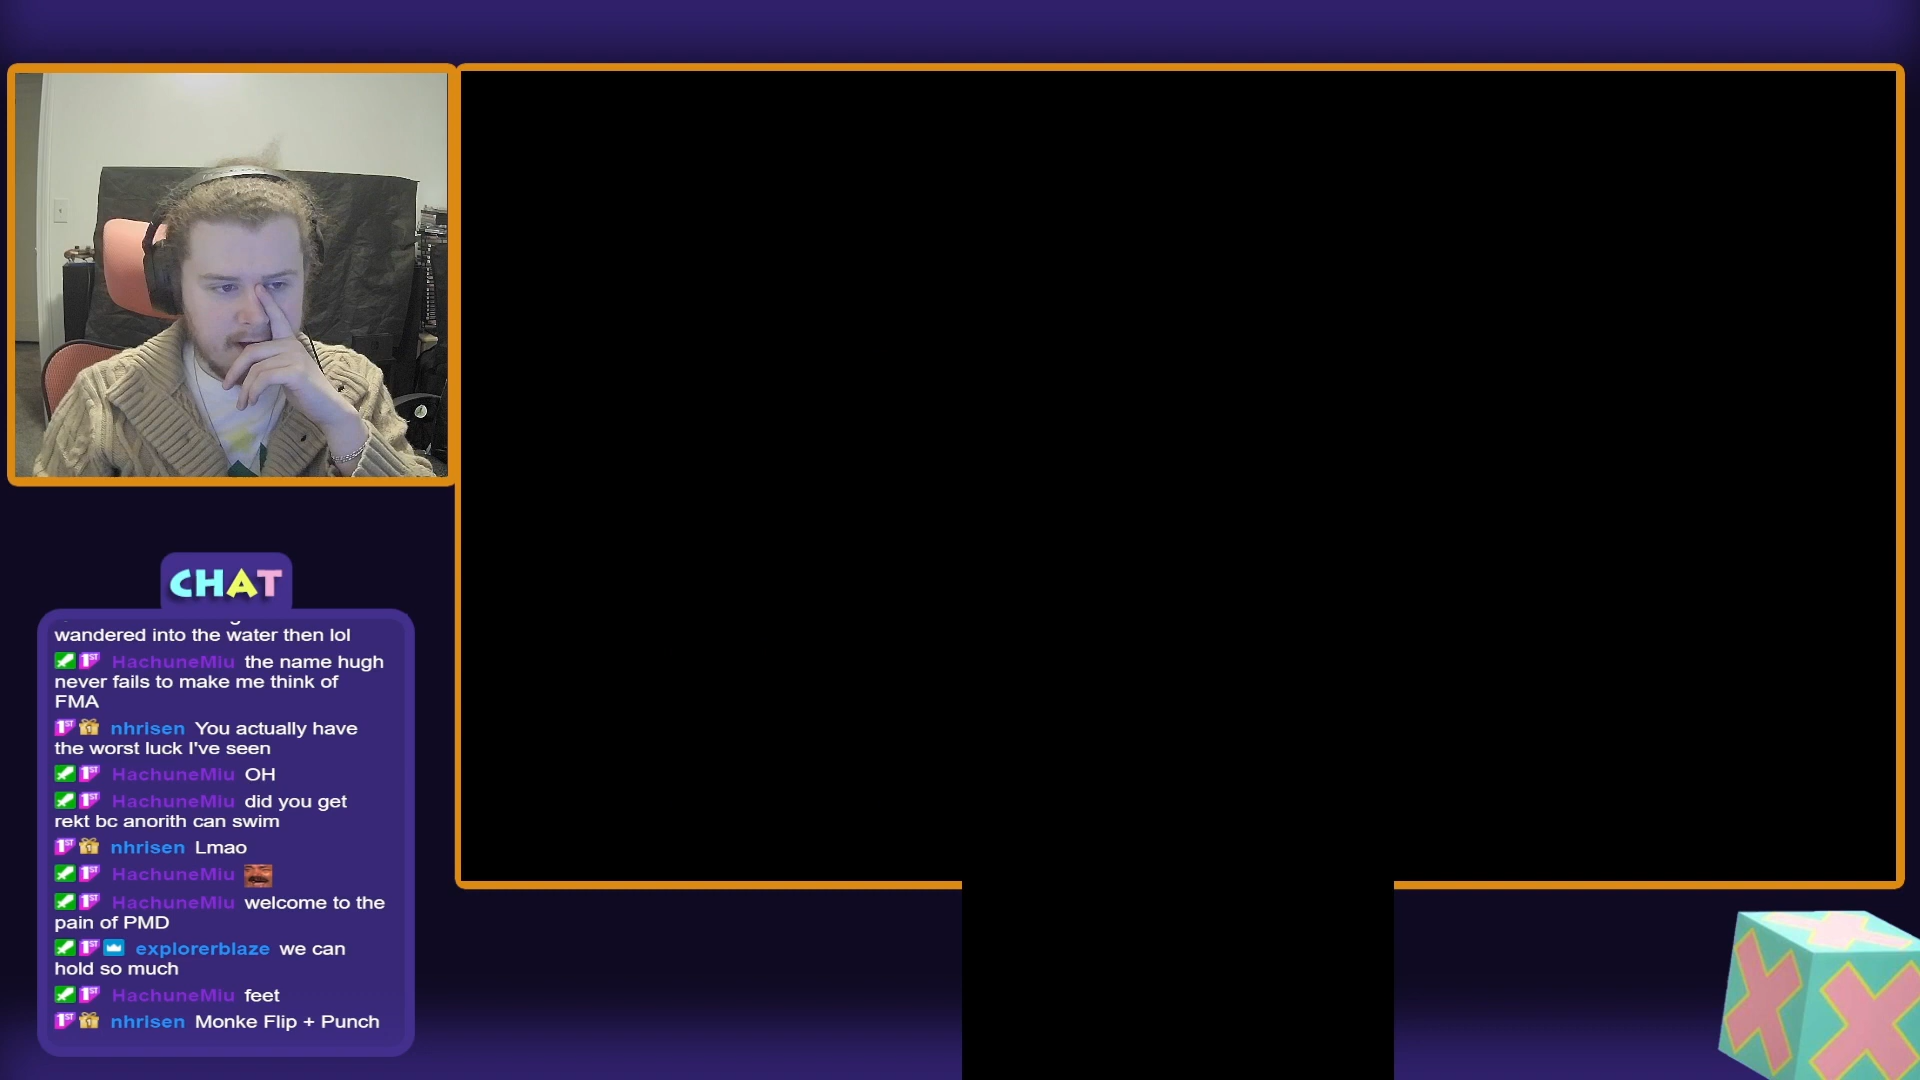 CHAT
wandered into the water then lol
HachuneMiu the name hugh
never fails to make me think of
FMA
nhrisen You actually have
the worst luck I've seen
HachuneMiu OH
HachuneMiu did you get
rekt bc anorith can swim
nhrisen Lmao
HachuneMiu
HachuneMiu welcome to the
pain of PMD
explorerblaze we can
hold so much
HachuneMiu feet
nhrisen Monke Flip + Punch